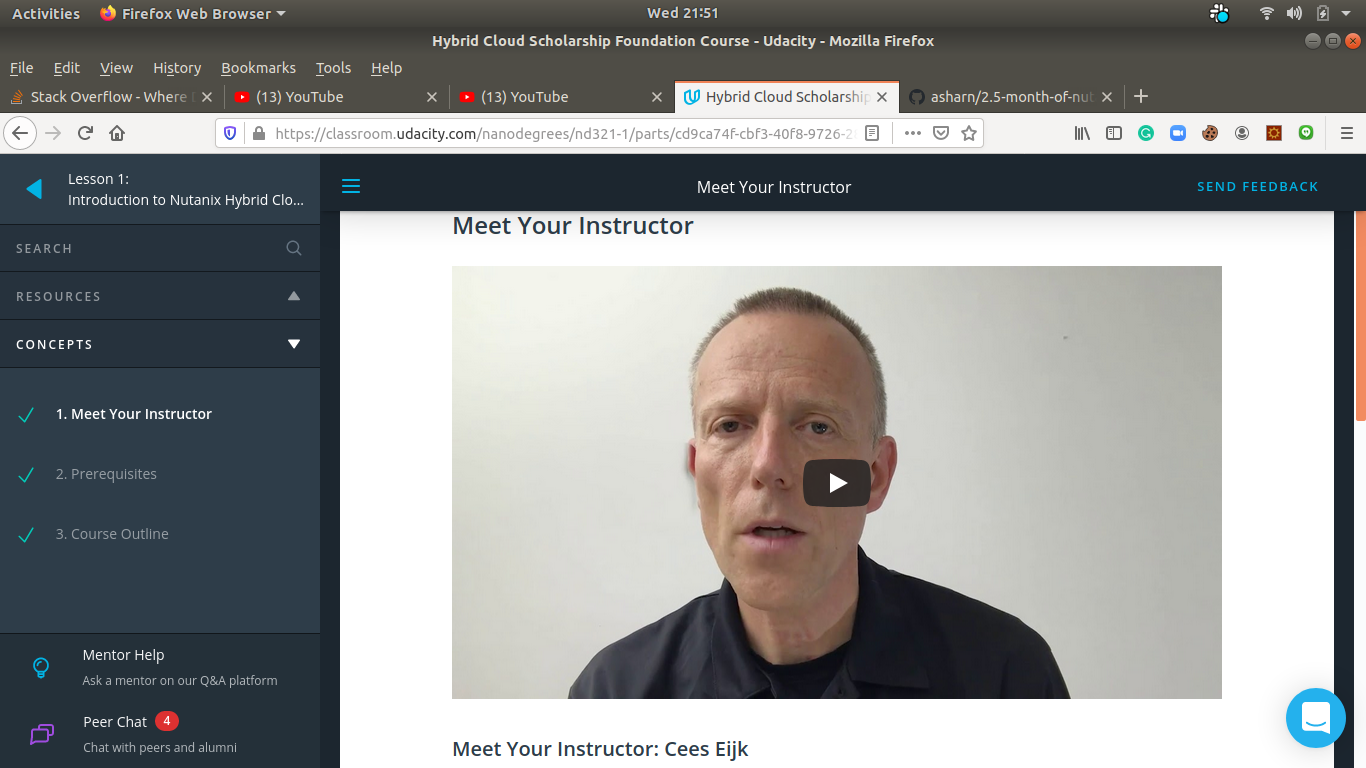 Activities Firefox Web Browser Wed 21:51
Hybrid Cloud Scholarship Foundation Course - Udacity - Mozilla Firefox
File Edit View History Bookmarks Tools Help
Stack Overflow - Where (13) YouTube (13) YouTube Hybrid Cloud Scholarship asharn/2.5-month-of-nut
https://classroom.udacity.com/nanodegrees/nd321-1/parts/cd9ca74f-cbf3-40f8-9726-2
Lesson 1:
Introduction to Nutanix Hybrid Clo...
Meet Your Instructor
SEND FEEDBACK
SEARCH
RESOURCES
CONCEPTS
1. Meet Your Instructor
2. Prerequisites
3. Course Outline
Mentor Help
Ask a mentor on our Q&A platform
Peer Chat 4
Chat with peers and alumni
Meet Your Instructor
Meet Your Instructor: Cees Eijk